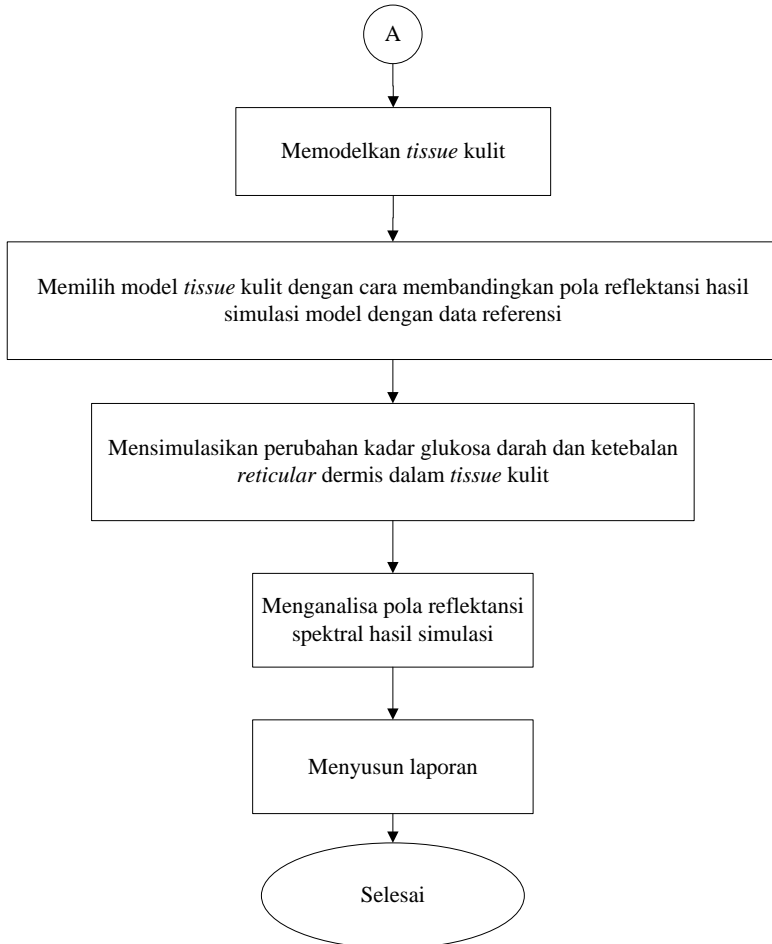 A
Memodelkan tissue kulit
Memilih model tissue kulit dengan cara membandingkan pola reflektansi hasil
simulasi model dengan data referensi
Mensimulasikan perubahan kadar glukosa darah dan ketebalan
reticular dermis dalam tissue kulit
Menganalisa pola reflektansi
spektral hasil simulasi
Menyusun laporan
Selesai